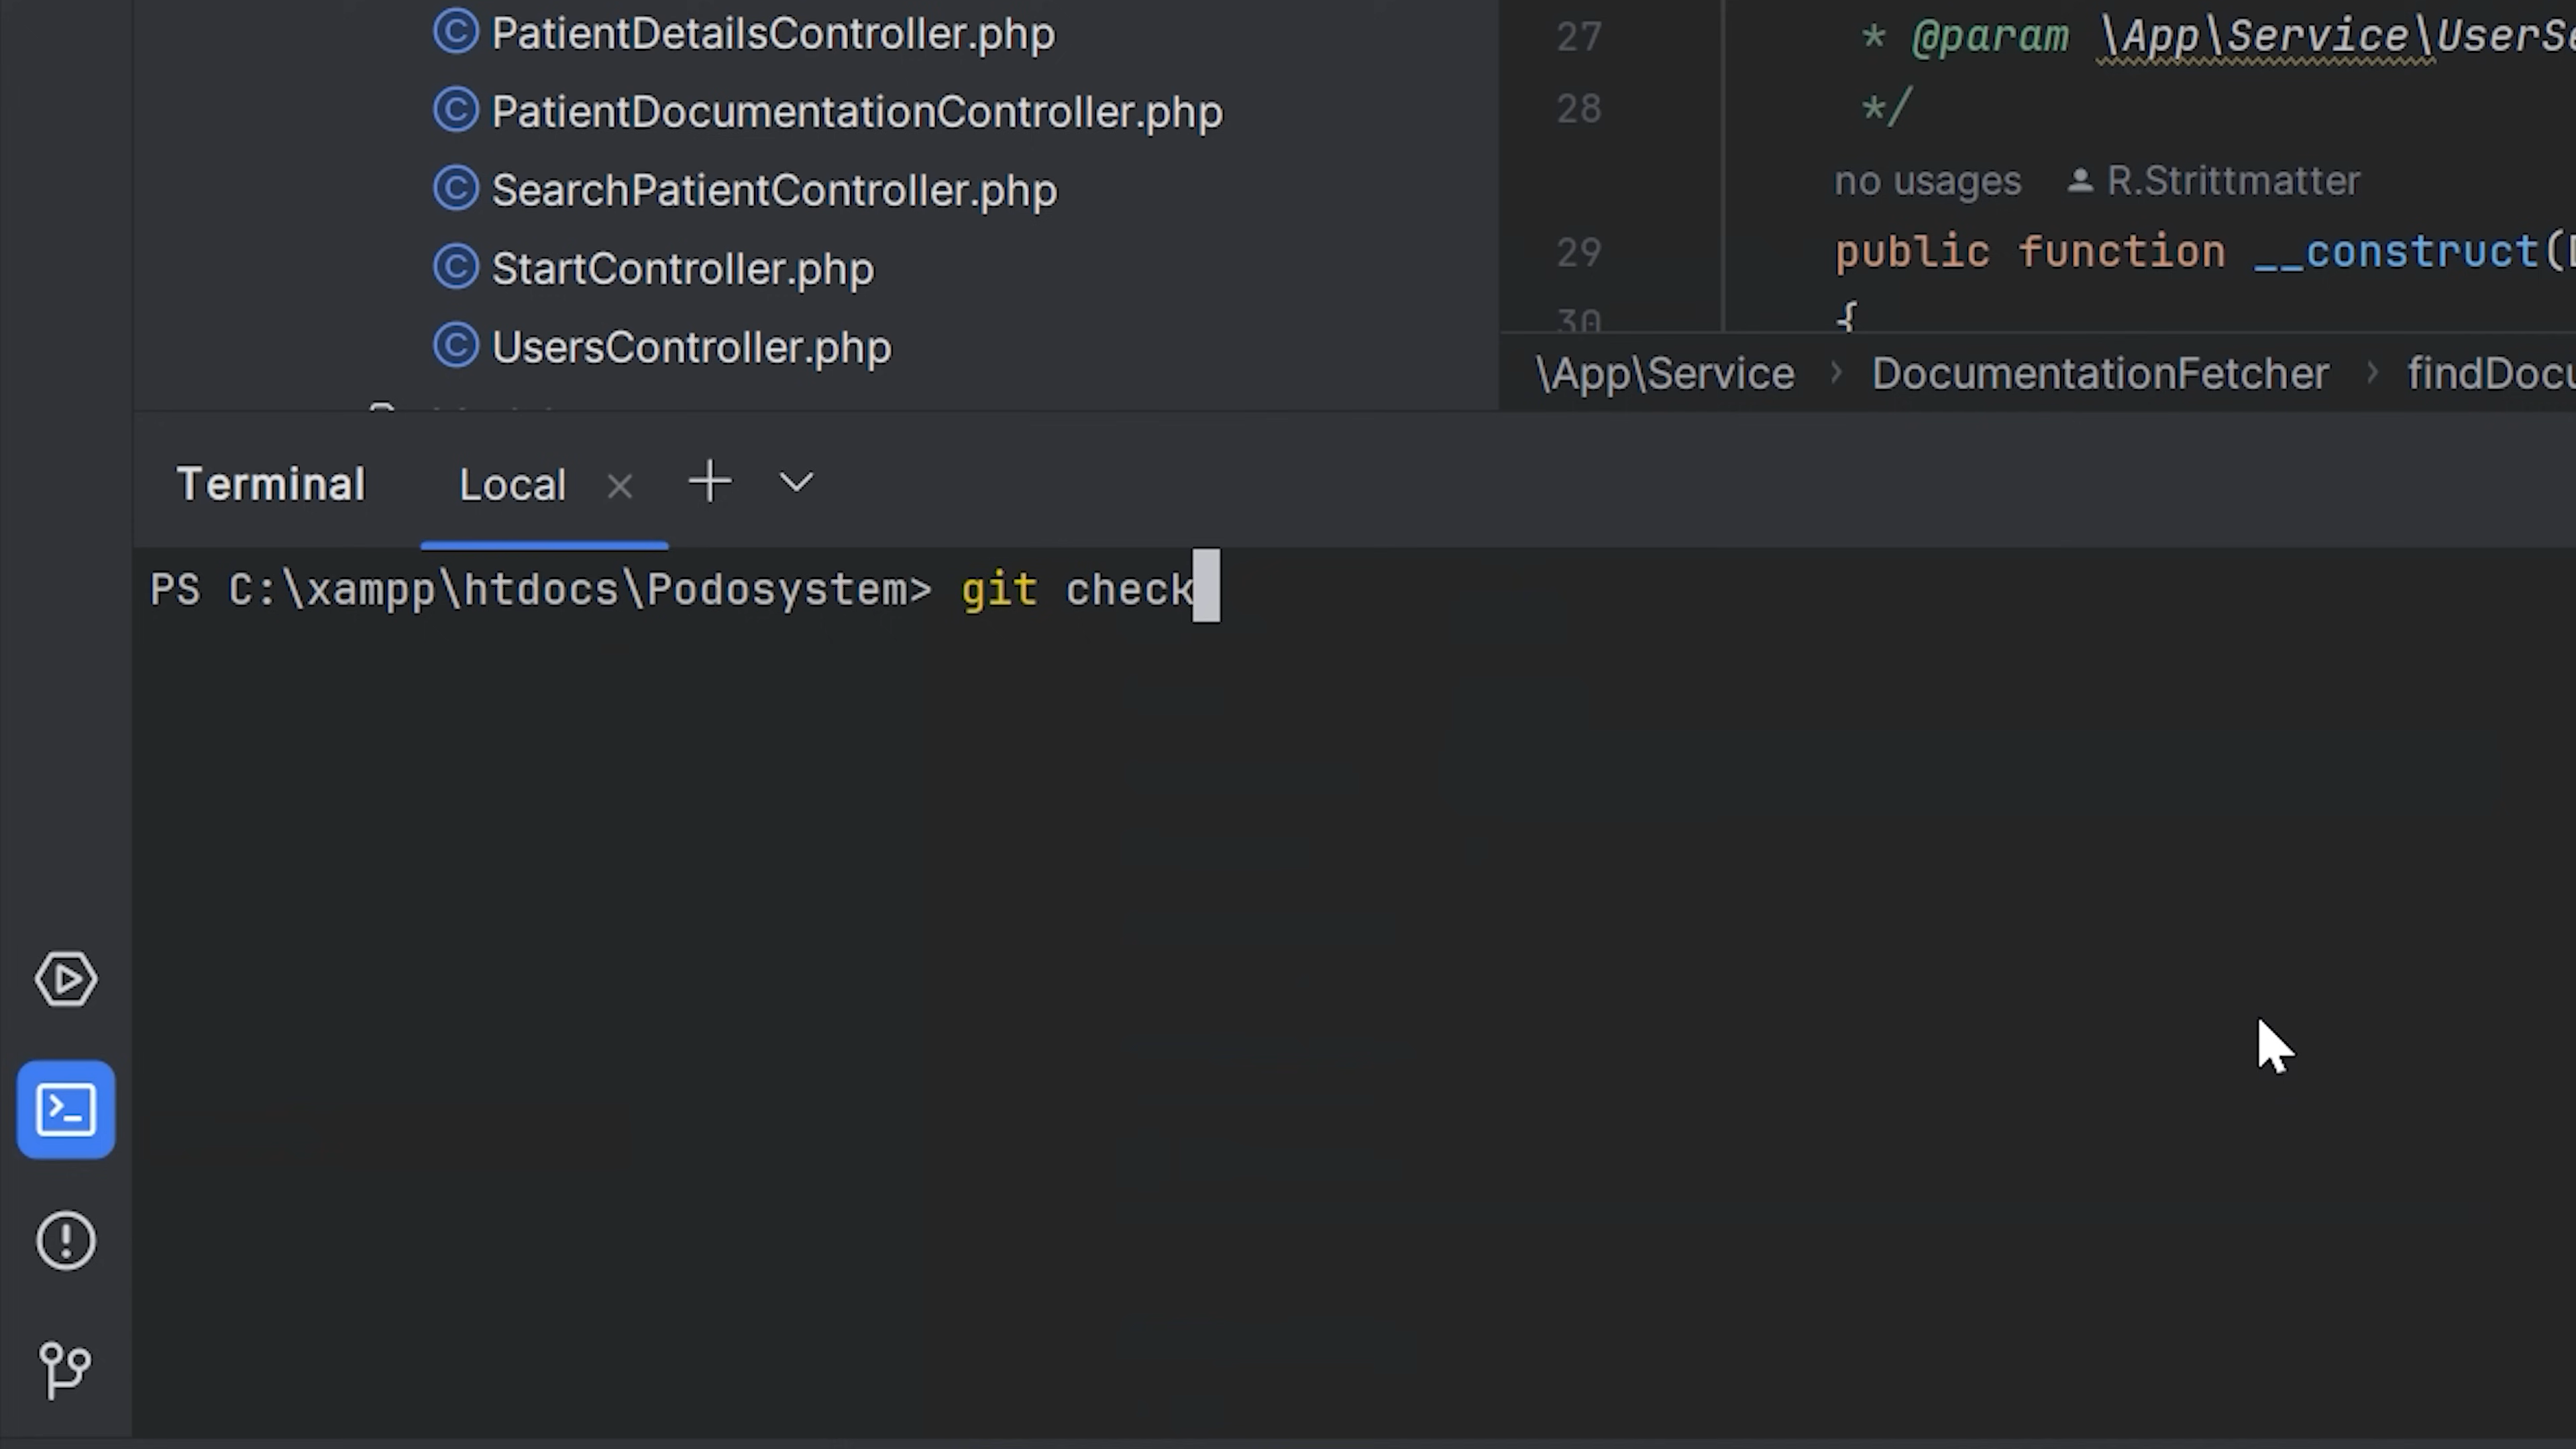 PatientDetailsController.php
PatientDocumentationController.php
SearchPatientController.php
StartController.php
UsersController.php
27 * @param \App\Service\UserSe
28 */
no usages R.Strittmatter
29 public function __construct(
30 {
\App\Service › DocumentationFetcher › findDocu
Terminal Local
PS C:\xampp\htdocs\Podosystem> git check